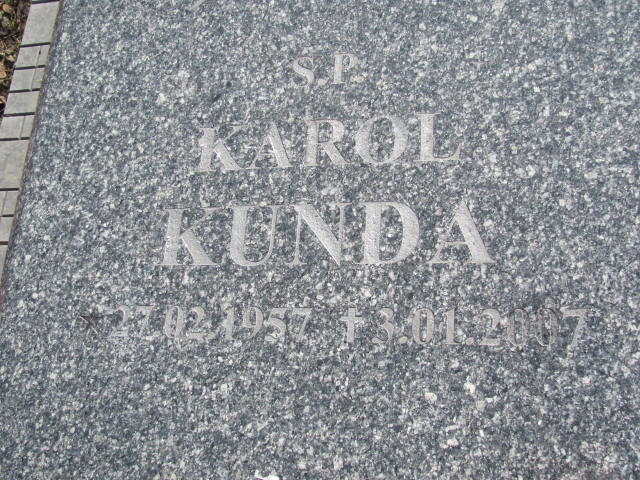 Ś.P.
KAROL
KUNDA
* 27.02.1957 † 3.01.2007